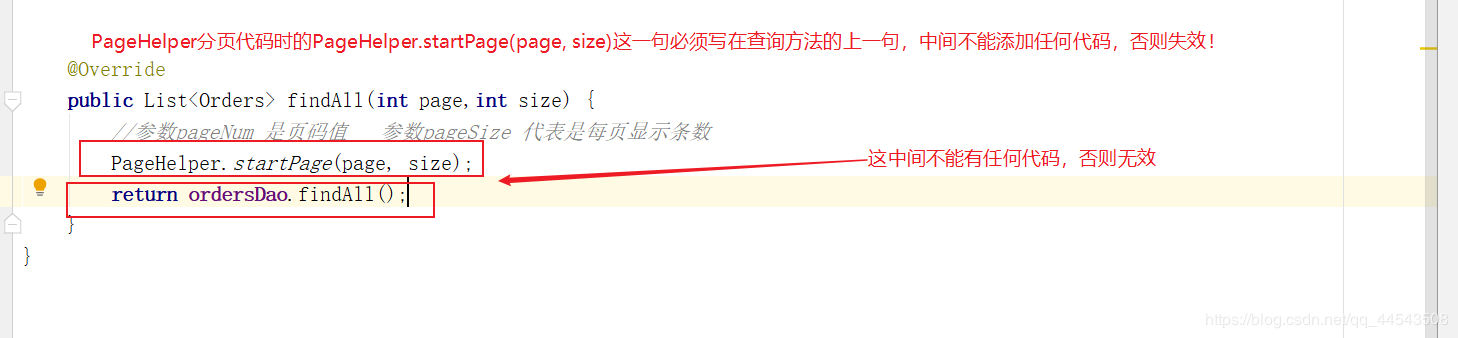 PageHelper分页代码时的PageHelper.startPage(page, size)这一句必须写在查询方法的上一句，中间不能添加任何代码，否则失效！
@Override
public List<Orders> findAll(int page,int size) {
//参数pageNum 是页码值 参数pageSize 代表是每页显示条数
PageHelper.startPage(page, size);
这中间不能有任何代码，否则无效
return ordersDao.findAll();
}
}
https://blog.csdn.net/qq_44543508